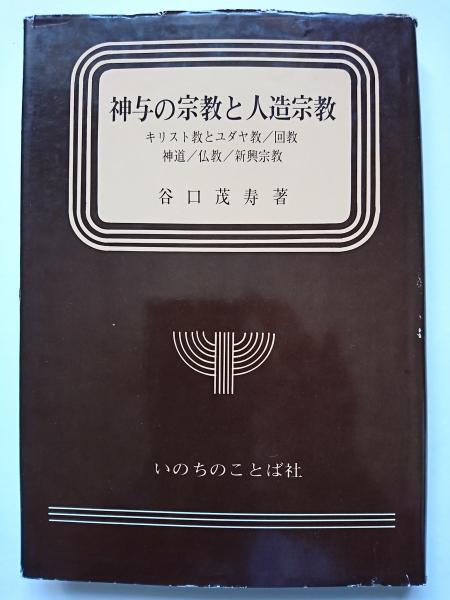 神与の宗教と人造宗教
キリスト教とユダヤ教/回教
神道/仏教/新興宗教
谷口茂寿著
いのちのことば社